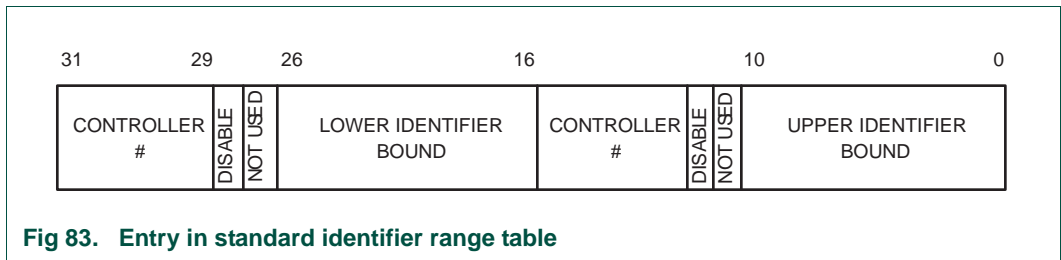 31 29 26 16 10 0
CONTROLLER
#
DISABLE
NOT USED
LOWER IDENTIFIER
BOUND
CONTROLLER
#
DISABLE
NOT USED
UPPER IDENTIFIER
BOUND
Fig 83. Entry in standard identifier range table